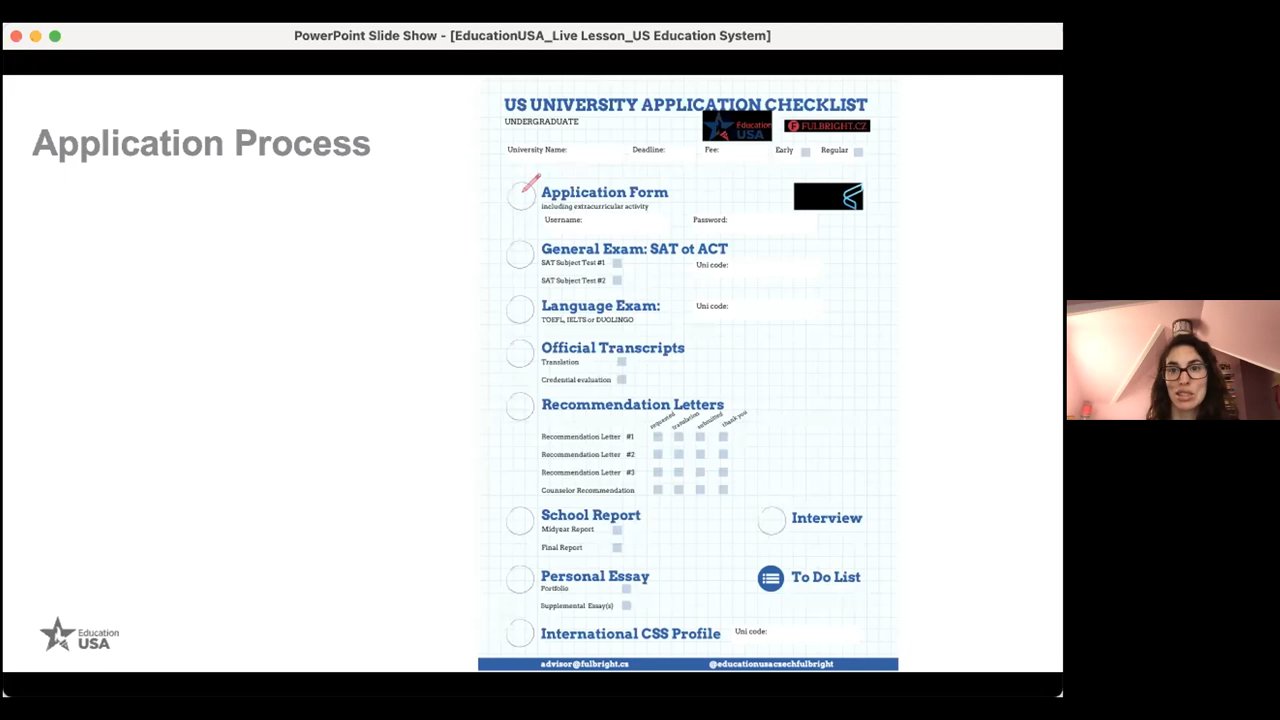 PowerPoint Slide Show - [EducationUSA_Live Lesson_US Education System]
Application Process
US UNIVERSITY APPLICATION CHECKLIST
UNDERGRADUATE
Education USA
FULBRIGHT.CZ
University Name: Deadline: Fee: Early Regular
Application Form
including extracurricular activity
Username: Password:
General Exam: SAT ot ACT
SAT Subject Test #1
Uni code:
SAT Subject Test #2
Language Exam:
Uni code:
TOEFL, IELTS or DUOLINGO
Official Transcripts
Translation
Credential evaluation
Recommendation Letters
requested translation submitted thank you
Recommendation Letter #1
Recommendation Letter #2
Recommendation Letter #3
Counselor Recommendation
School Report
Midyear Report
Final Report
Interview
Personal Essay
Portfolio
Supplemental Essay(s)
To Do List
International CSS Profile
Uni code:
advisor@fulbright.cz @educationusaczechfulbright
Education
USA